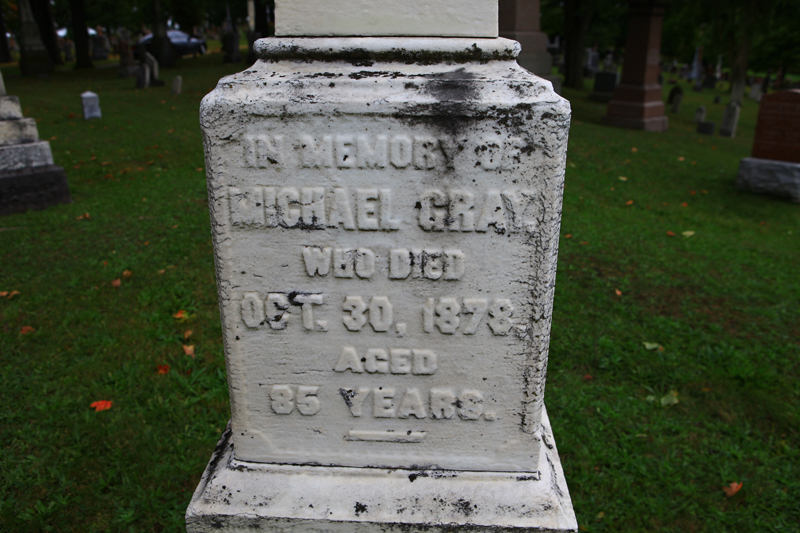 IN MEMORY OF
MICHAEL GRAY.
WHO DIED
OCT. 30, 1878
AGED
85 YEARS.